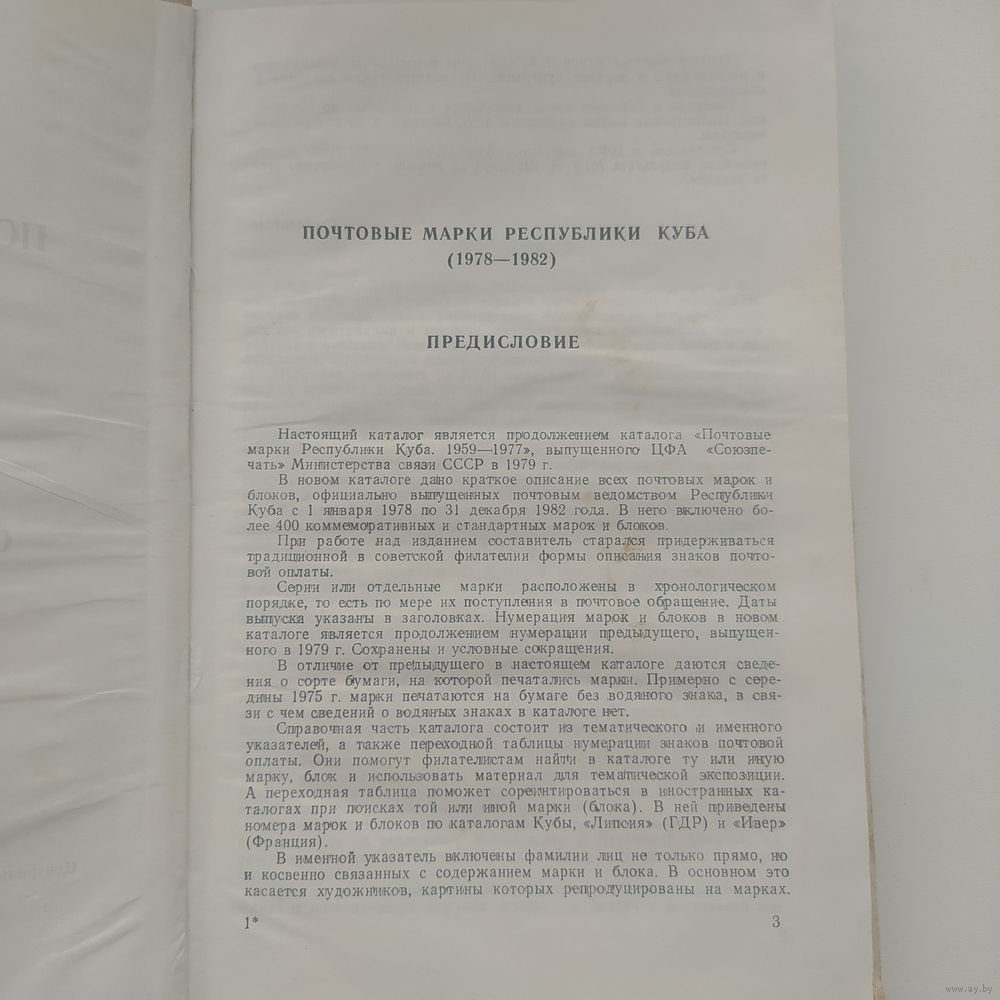 ПОЧТОВЫЕ МАРКИ РЕСПУБЛИКИ КУБА
(1978—1982)
ПРЕДИСЛОВИЕ
Настоящий каталог является продолжением каталога «Почтовые
марки Республики Куба. 1959—1977», выпущенного ЦФА «Союзпе-
чать» Министерства связи СССР в 1979 г.
В новом каталоге дано краткое описание всех почтовых марок и
блоков, официально выпущенных почтовым ведомством Республики
Куба с 1 января 1978 по 31 декабря 1982 года. В него включено бо-
лее 400 коммеморативных и стандартных марок и блоков.
При работе над изданием составитель старался придерживаться
традиционной в советской филателии формы описания знаков почто-
вой оплаты.
Серии или отдельные марки расположены в хронологическом
порядке, то есть по мере их поступления в почтовое обращение. Даты
выпуска указаны в заголовках. Нумерация марок и блоков в новом
каталоге является продолжением нумерации предыдущего, выпущен-
ного в 1979 г. Сохранены и условные сокращения.
В отличие от предыдущего в настоящем каталоге даются сведе-
ния о сорте бумаги, на которой печатались марки. Примерно с сере-
дины 1975 г. марки печатаются на бумаге без водяного знака, в свя-
зи с чем сведений о водяных знаках в каталоге нет.
Справочная часть каталога состоит из тематического и именного
указателей, а также переходной таблицы нумерации знаков почтовой
оплаты. Они помогут филателистам найти в каталоге ту или иную
марку, блок и использовать материал для тематической экспозиции.
А переходная таблица поможет сориентироваться в иностранных ка-
талогах при поисках той или иной марки (блока). В ней приведены
номера марок и блоков по каталогам Кубы, «Липсия» (ГДР) и «Ивер»
(Франция).
В именной указатель включены фамилии лиц не только прямо, но
и косвенно связанных с содержанием марки и блока. В основном это
касается художников, картины которых репродуцированы на марках.
1*
3
www.ay.by